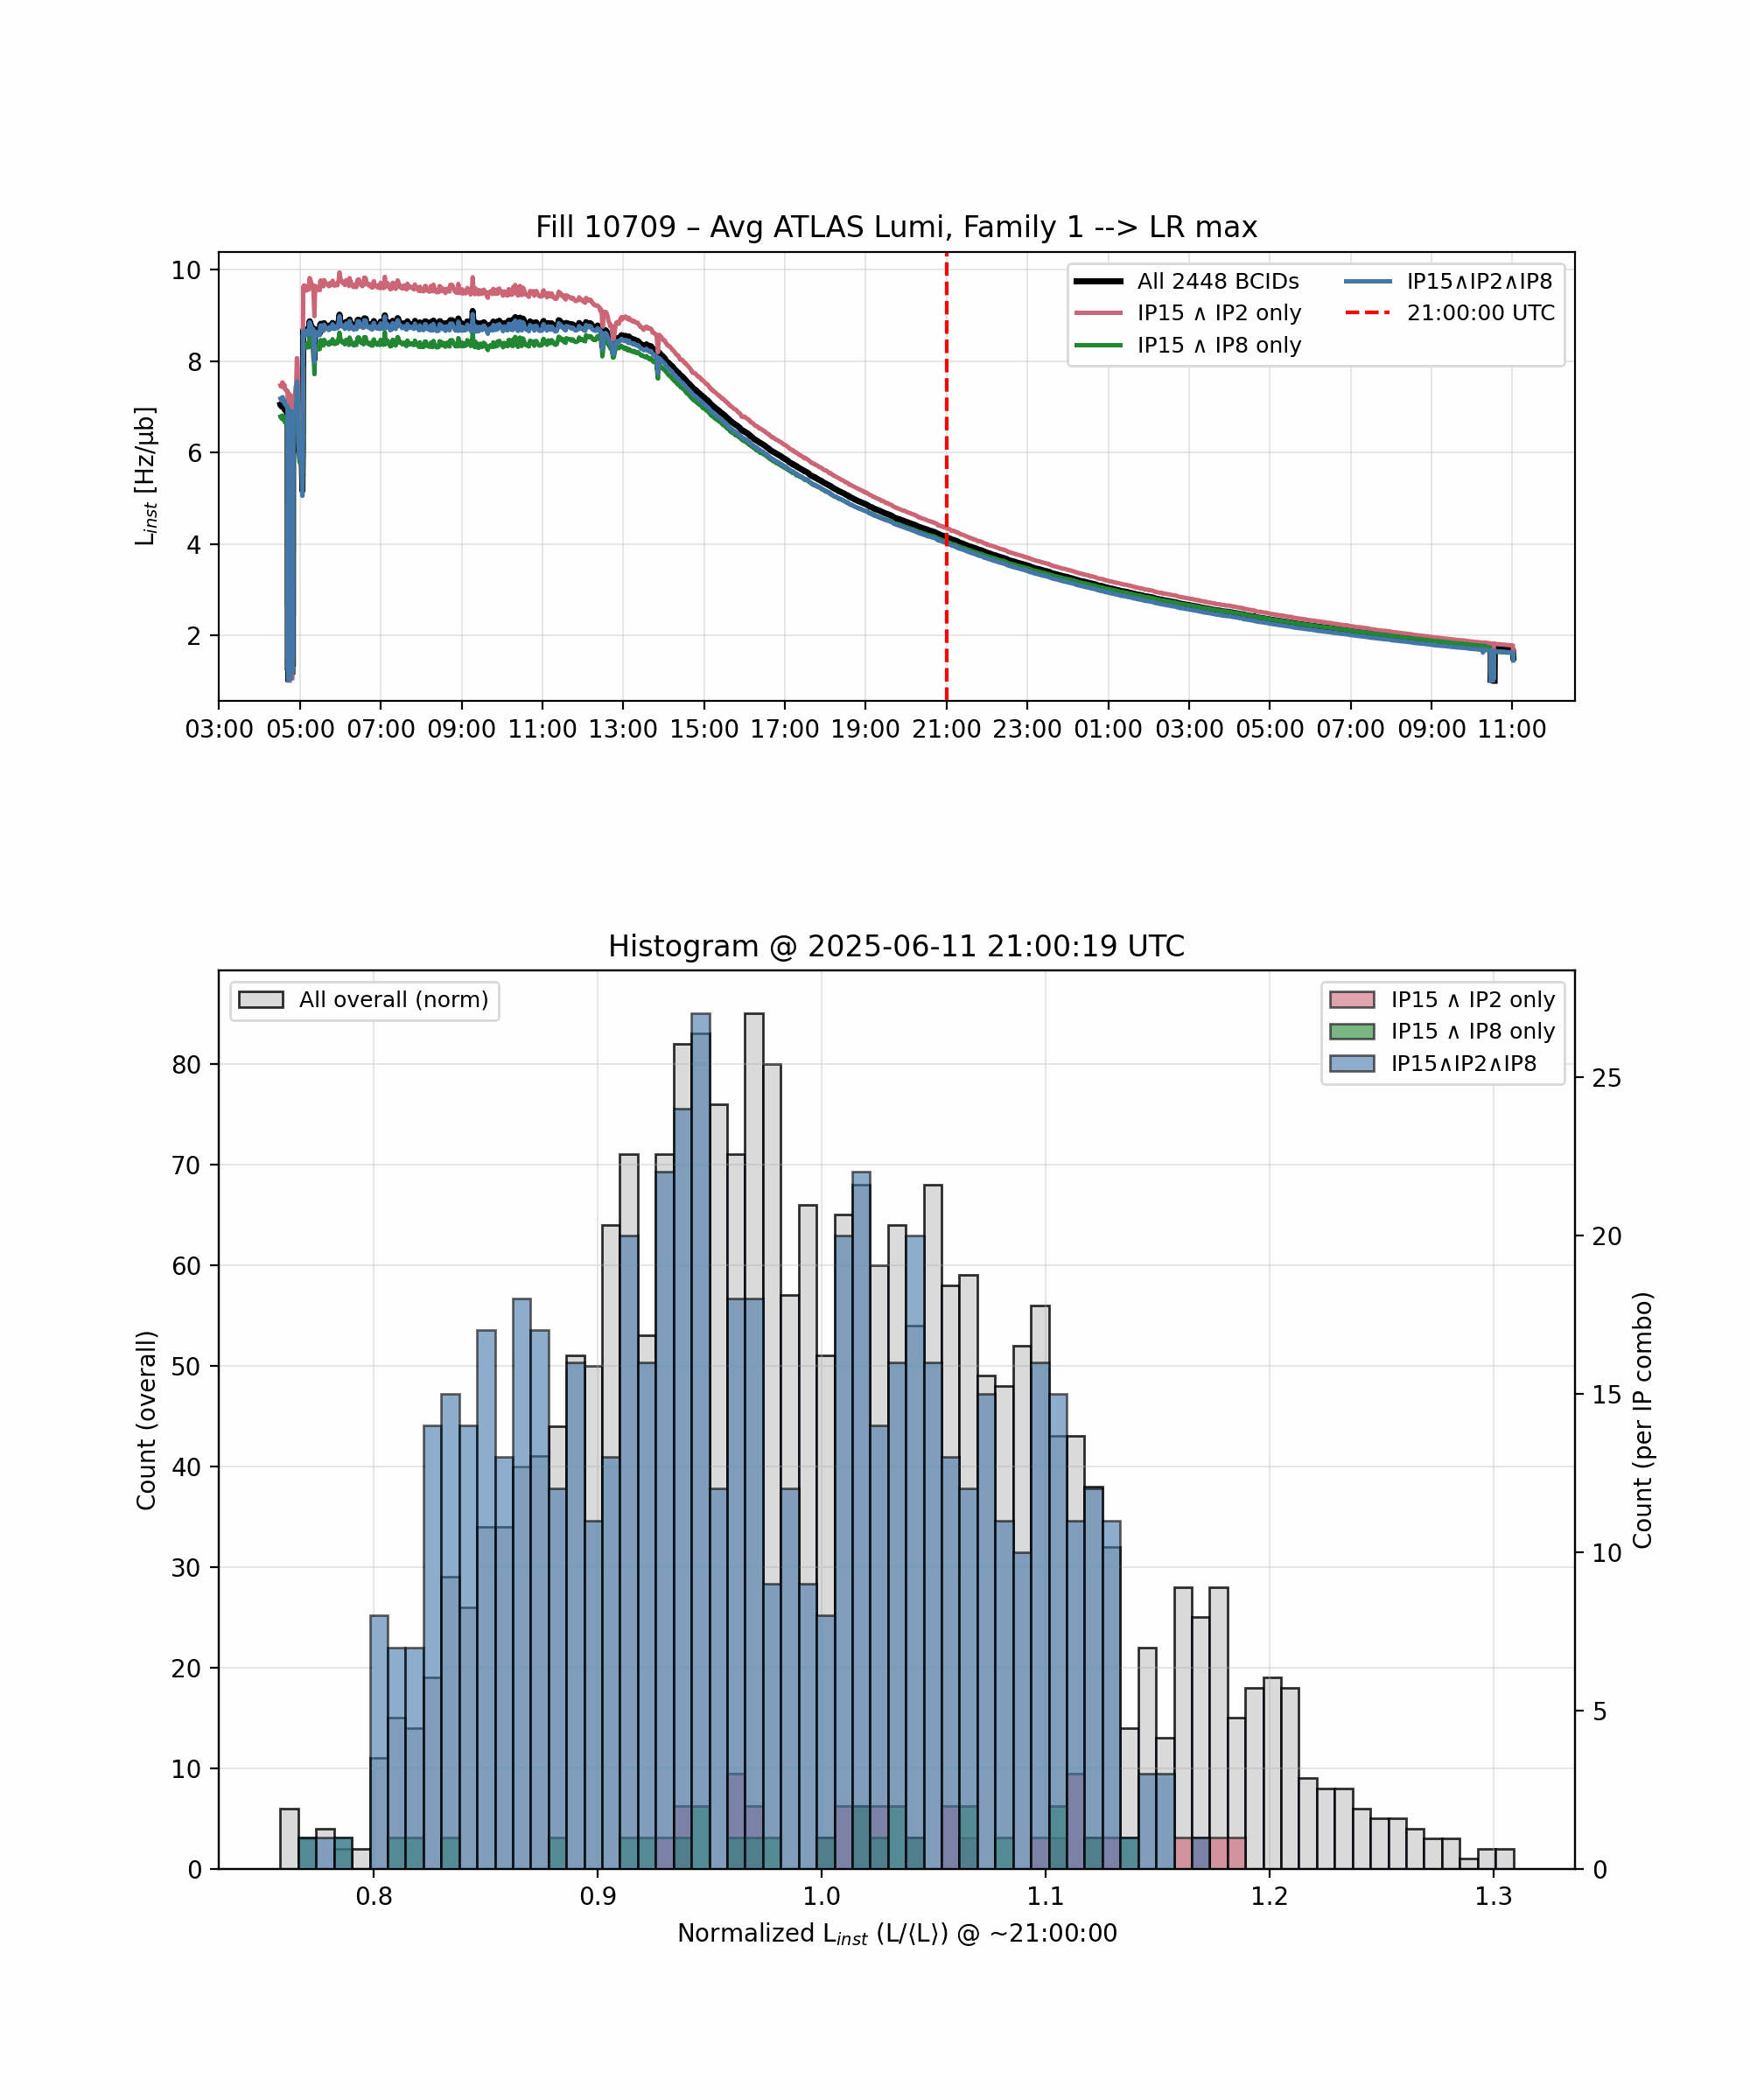 Fill 10709 – Avg ATLAS Lumi, Family 1 --> LR max
All 2448 BCIDs
IP15 ∧ IP2 only
IP15 ∧ IP8 only
IP15∧IP2∧IP8
21:00:00 UTC
L_inst [Hz/μb]
10
8
6
4
2
03:00 05:00 07:00 09:00 11:00 13:00 15:00 17:00 19:00 21:00 23:00 01:00 03:00 05:00 07:00 09:00 11:00
Histogram @ 2025-06-11 21:00:19 UTC
All overall (norm)
IP15 ∧ IP2 only
IP15 ∧ IP8 only
IP15∧IP2∧IP8
Count (overall)
80
70
60
50
40
30
20
10
0
Count (per IP combo)
25
20
15
10
5
0
0.8 0.9 1.0 1.1 1.2 1.3
Normalized L_inst (L/⟨L⟩) @ ~21:00:00